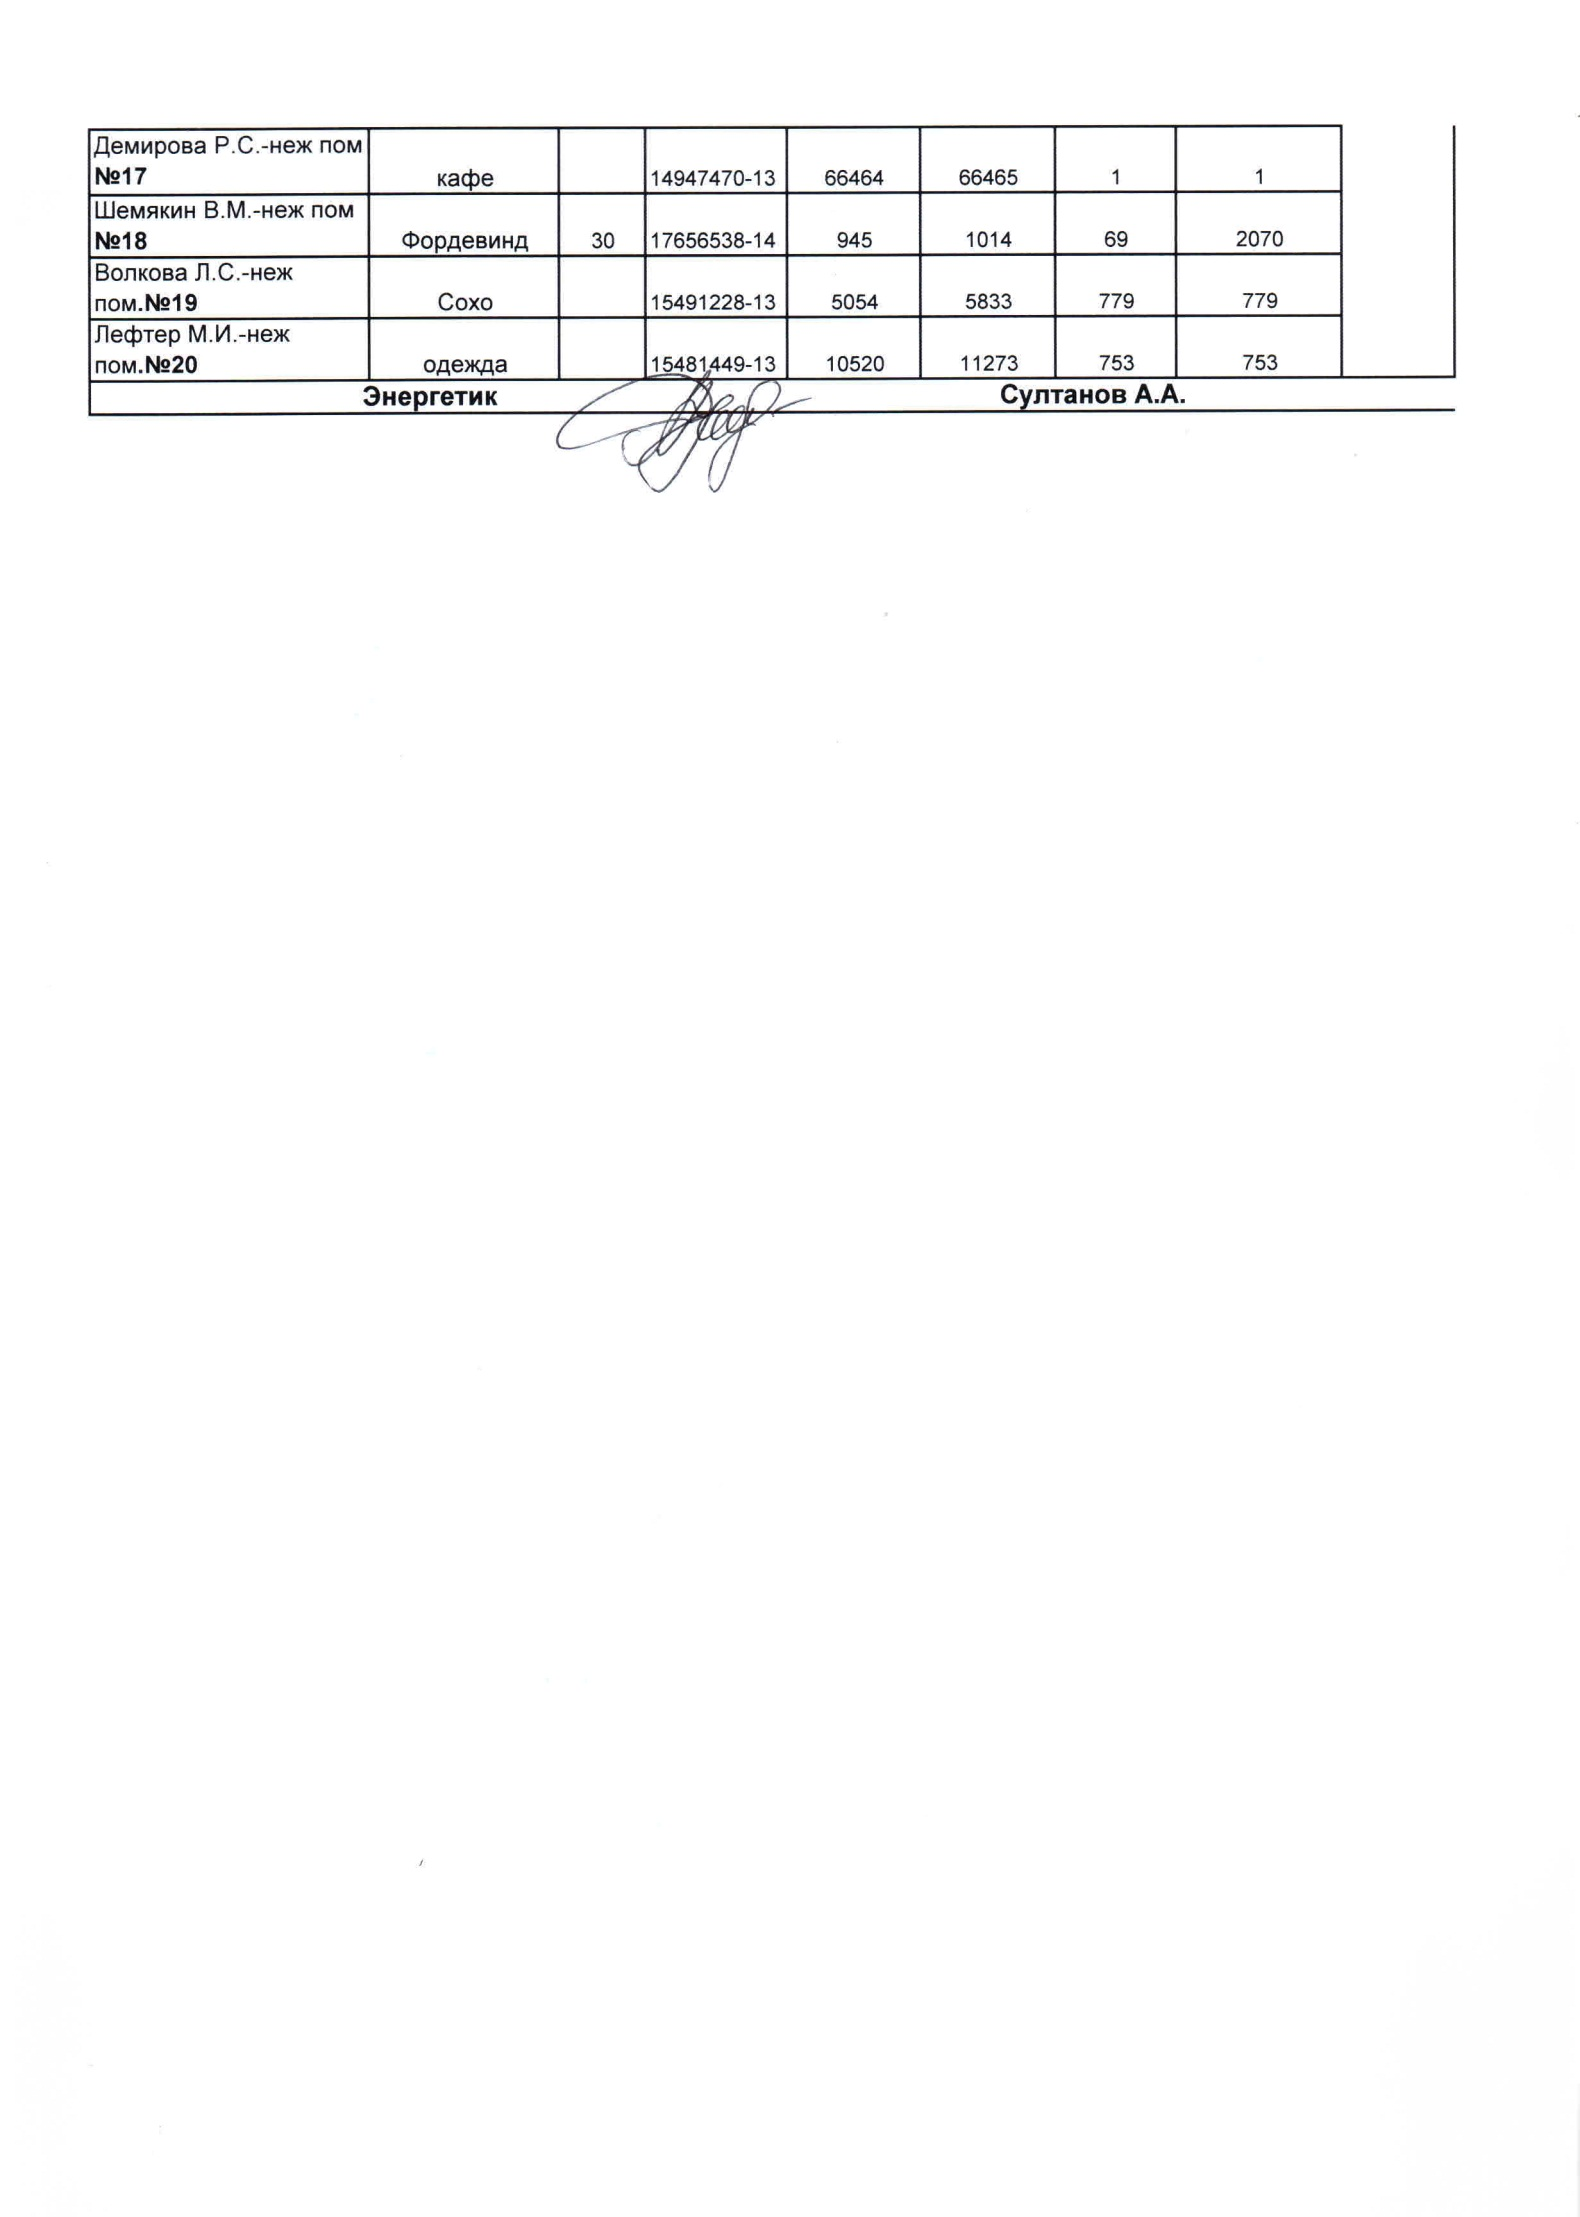 Демирова Р.С.-неж пом
№17 кафе 14947470-13 66464 66465 1 1
Шемякин В.М.-неж пом
№18 Фордевинд 30 17656538-14 945 1014 69 2070
Волкова Л.С.-неж
пом.№19 Сохо 15491228-13 5054 5833 779 779
Лефтер М.И.-неж
пом.№20 одежда 15481449-13 10520 11273 753 753
Энергетик Султанов А.А.